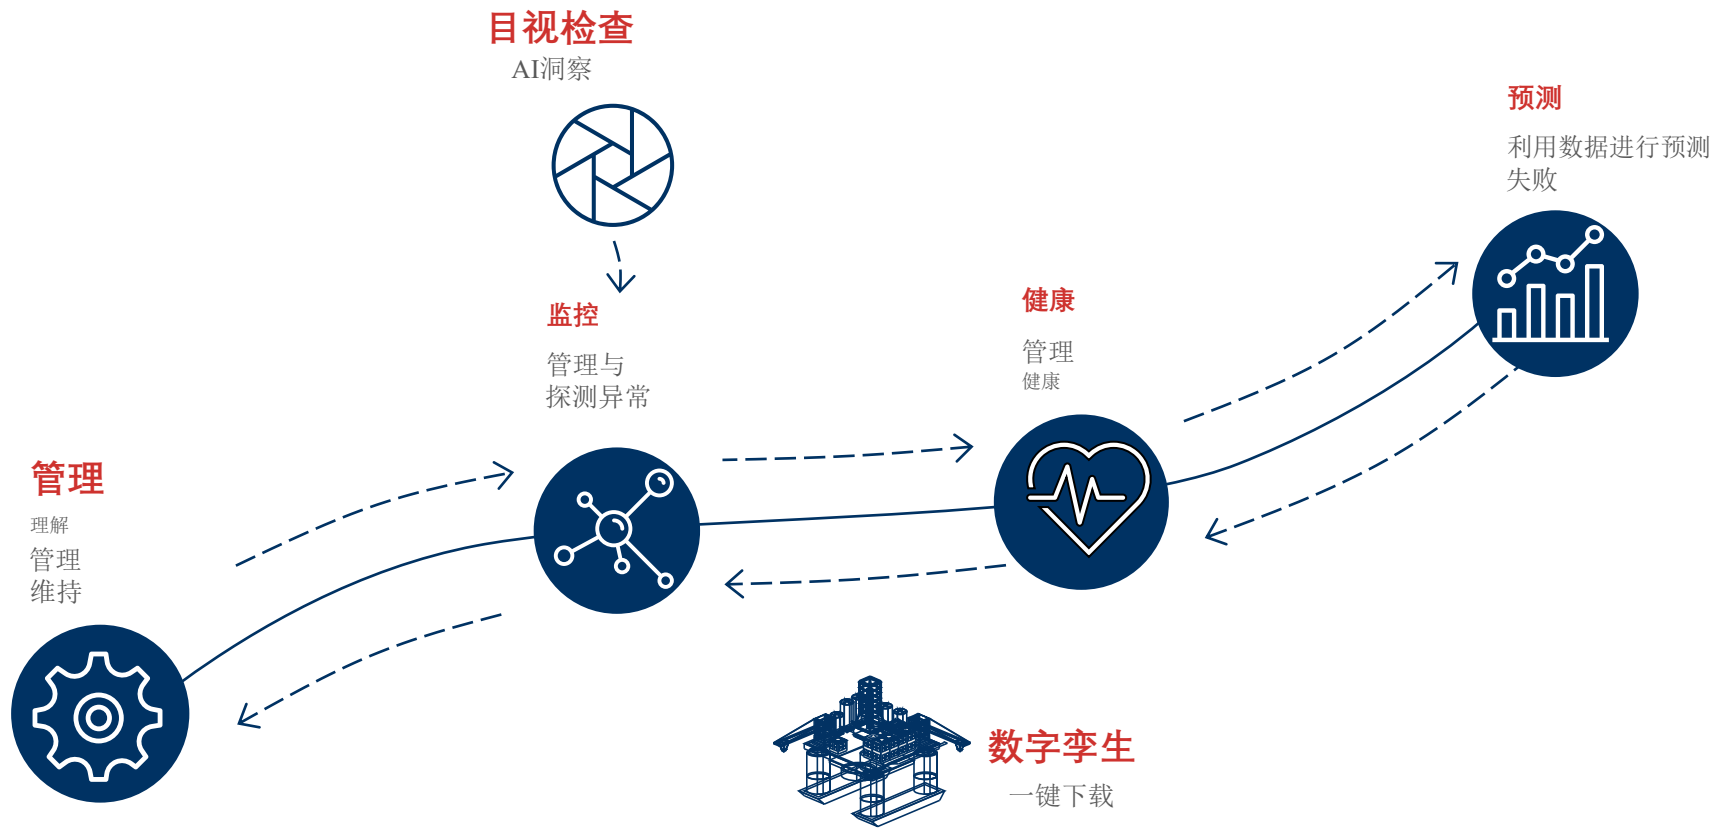 目视检查
AI洞察
预测
利用数据进行预测
失败
监控
管理与
探测异常
健康
管理
健康
管理
理解
管理
维持
数字孪生
一键下载